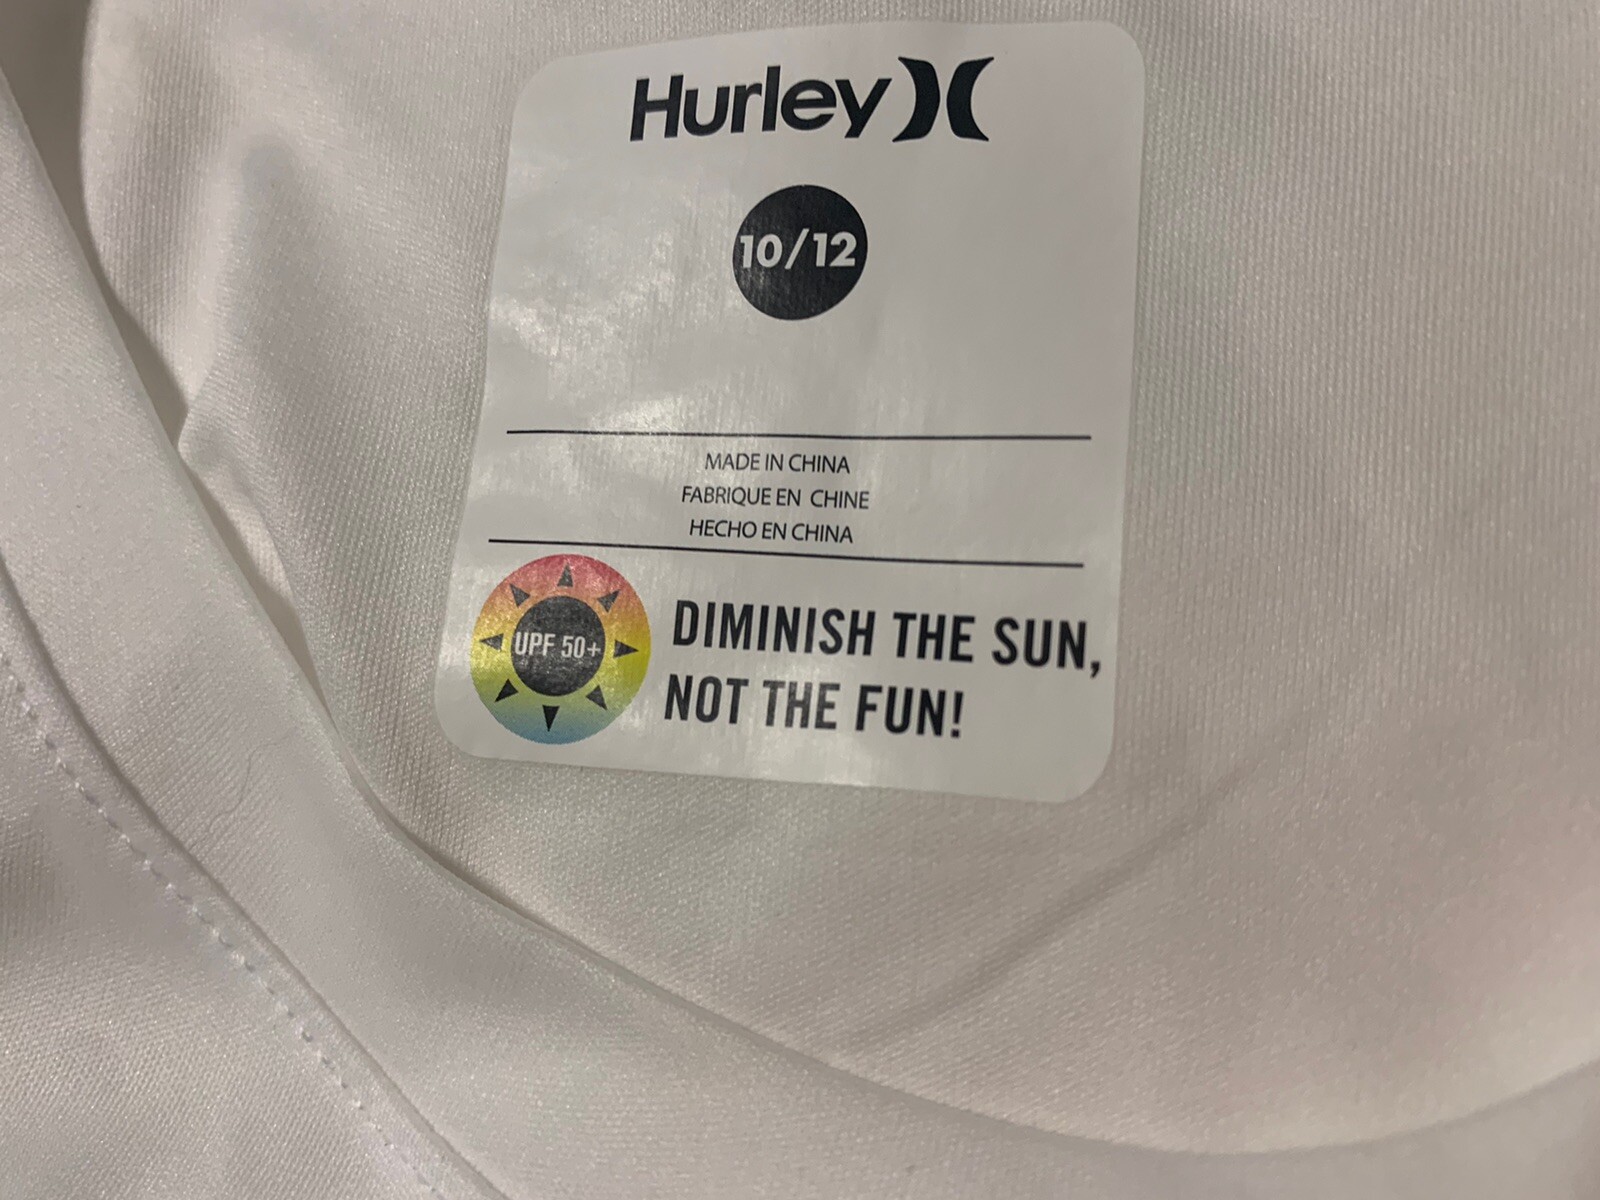 Hurley
10/12
MADE IN CHINA
FABRIQUE EN CHINE
HECHO EN CHINA
UPF 50+
DIMINISH THE SUN,
NOT THE FUN!